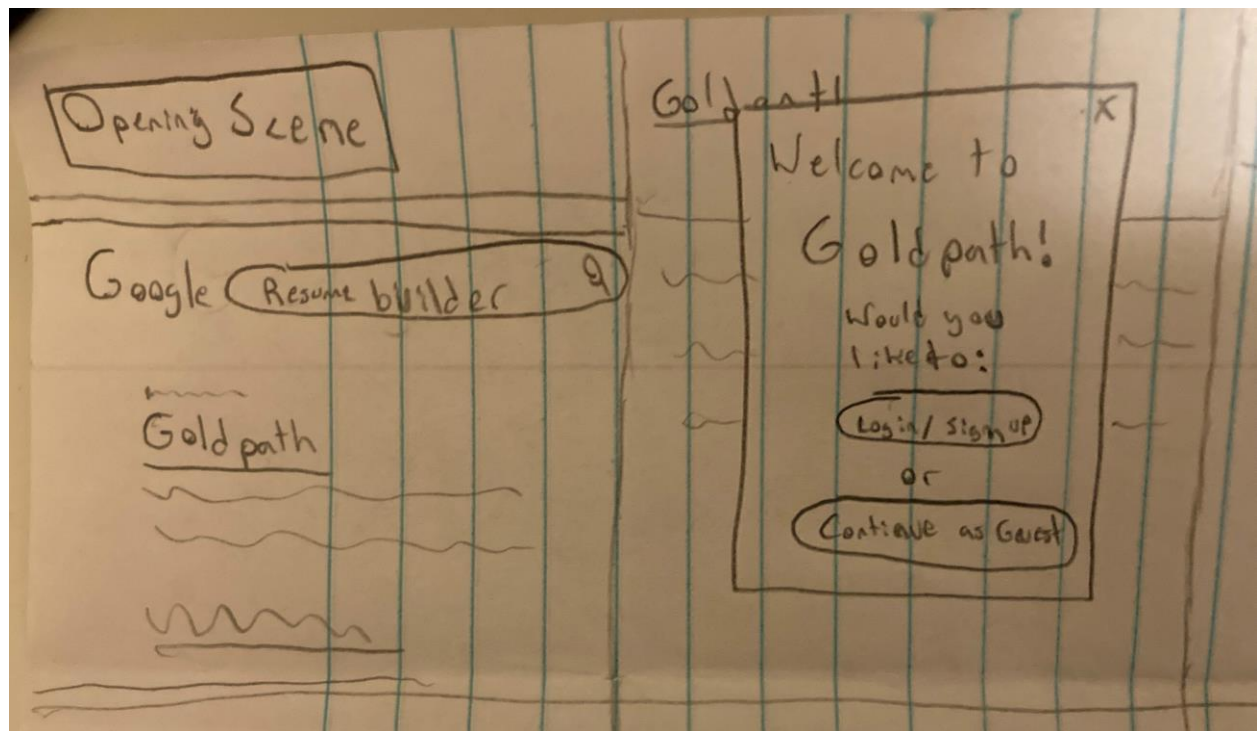 Opening Scene
Google Resume builder
Goldpath
Goldpath
X
Welcome to
Goldpath!
Would you
like to:
Login/Sign up
or
Continue as Guest